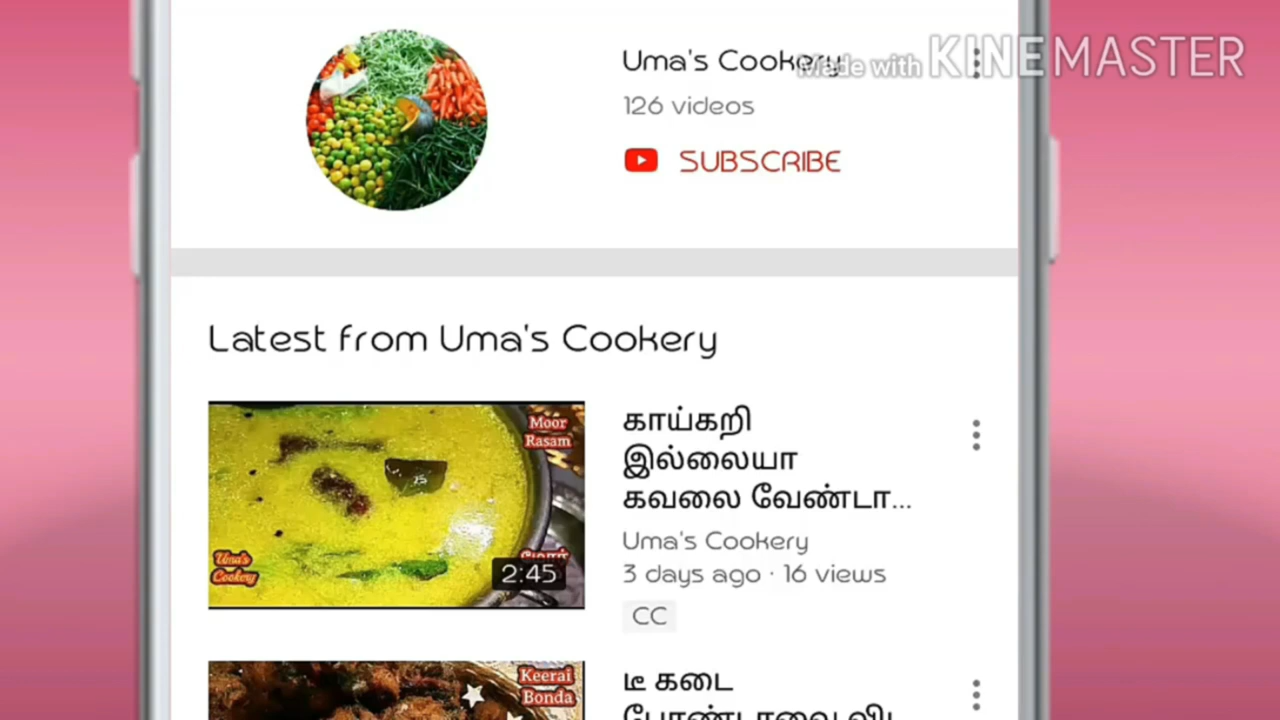 Uma's Cookery
Made with KINEMASTER
126 videos
SUBSCRIBE
Latest from Uma's Cookery
Moor
Rasam
Uma's
Cookery
மோர்
2:45
காய்கறி
இல்லையா
கவலை வேண்டா...
Uma's Cookery
3 days ago · 16 views
CC
Keerai
Bonda
டீ கடை